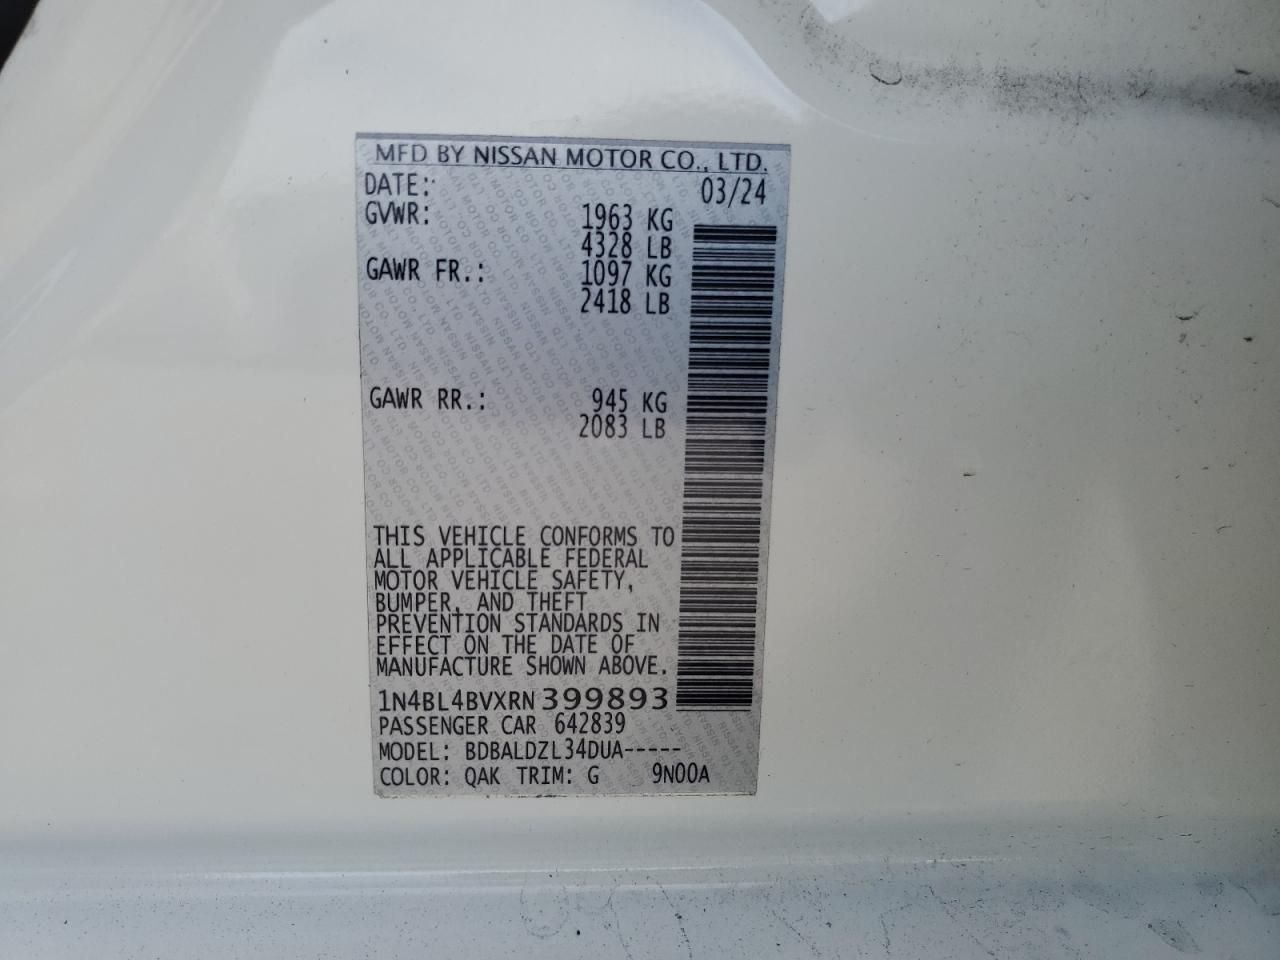 MFD BY NISSAN MOTOR CO., LTD.
DATE: 03/24
GVWR: 1963 KG
4328 LB
GAWR FR.: 1097 KG
2418 LB
GAWR RR.: 945 KG
2083 LB
THIS VEHICLE CONFORMS TO
ALL APPLICABLE FEDERAL
MOTOR VEHICLE SAFETY,
BUMPER, AND THEFT
PREVENTION STANDARDS IN
EFFECT ON THE DATE OF
MANUFACTURE SHOWN ABOVE.
1N4BL4BVXRN399893
PASSENGER CAR 642839
MODEL: BDBALDZL34DUA-----
COLOR: QAK TRIM: G 9N00A